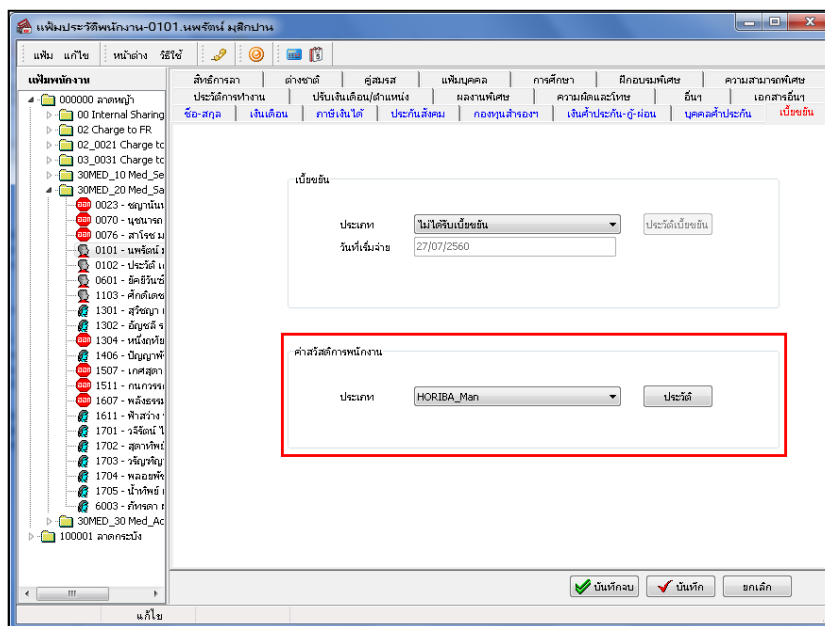 แฟ้มประวัติพนักงาน-0101.นพรัตน์ มุสิกปาน
แฟ้ม แก้ไข หน้าต่าง วิธีใช้
แฟ้มพนักงาน
000000 ลาดหญ้า
00 Internal Sharing
02 Charge to FR
02_0021 Charge tc
03_0031 Charge tc
30MED_10 Med_Se
30MED_20 Med_Sa
0023 - ชญานันท
0070 - นุชนารถ
0076 - สาโรช ม
0101 - นพรัตน์ ม
0102 - ประวัติ เ
0601 -
1103 - ศักดิ์เดช
1301 - สุวิชญา
1302 - อัญชลี ร
1304 - หนึ่งฤทัย
1406 - ปัญญาพ
1507 - เกศสุดา
1511 - กนกวรร
1607 - พลังธรรม
1611 - ฟ้าสว่าง
1701 - วลีรัตน์ ไ
1702 - สุดาทิพย์
1703 -
1704 - พลอยพัช
1705 - น้ำทิพย์ เ
6003 - ภัทรดา
30MED_30 Med_Ac
100001 ลาดกระบัง
สิทธิการลา ต่างชาติ คู่สมรส แฟ้มบุคคล การศึกษา ฝึกอบรมพิเศษ ความสามารถพิเศษ
ประวัติการทำงาน ปรับเงินเดือน/ตำแหน่ง ผลงานพิเศษ ความผิดและโทษ อื่นๆ เอกสารอื่นๆ
ชื่อ-สกุล เงินเดือน ภาษีเงินได้ ประกันสังคม กองทุนสำรองฯ เงินค้ำประกัน-กู้-ผ่อน บุคคลค้ำประกัน เบี้ยขยัน
เบี้ยขยัน
ประเภท ไม่ได้รับเบี้ยขยัน ประวัติเบี้ยขยัน
วันที่เริ่มจ่าย 27/07/2560
ค่าสวัสดิการพนักงาน
ประเภท HORIBA_Man ประวัติ
บันทึกจบ บันทึก ยกเลิก
แก้ไข